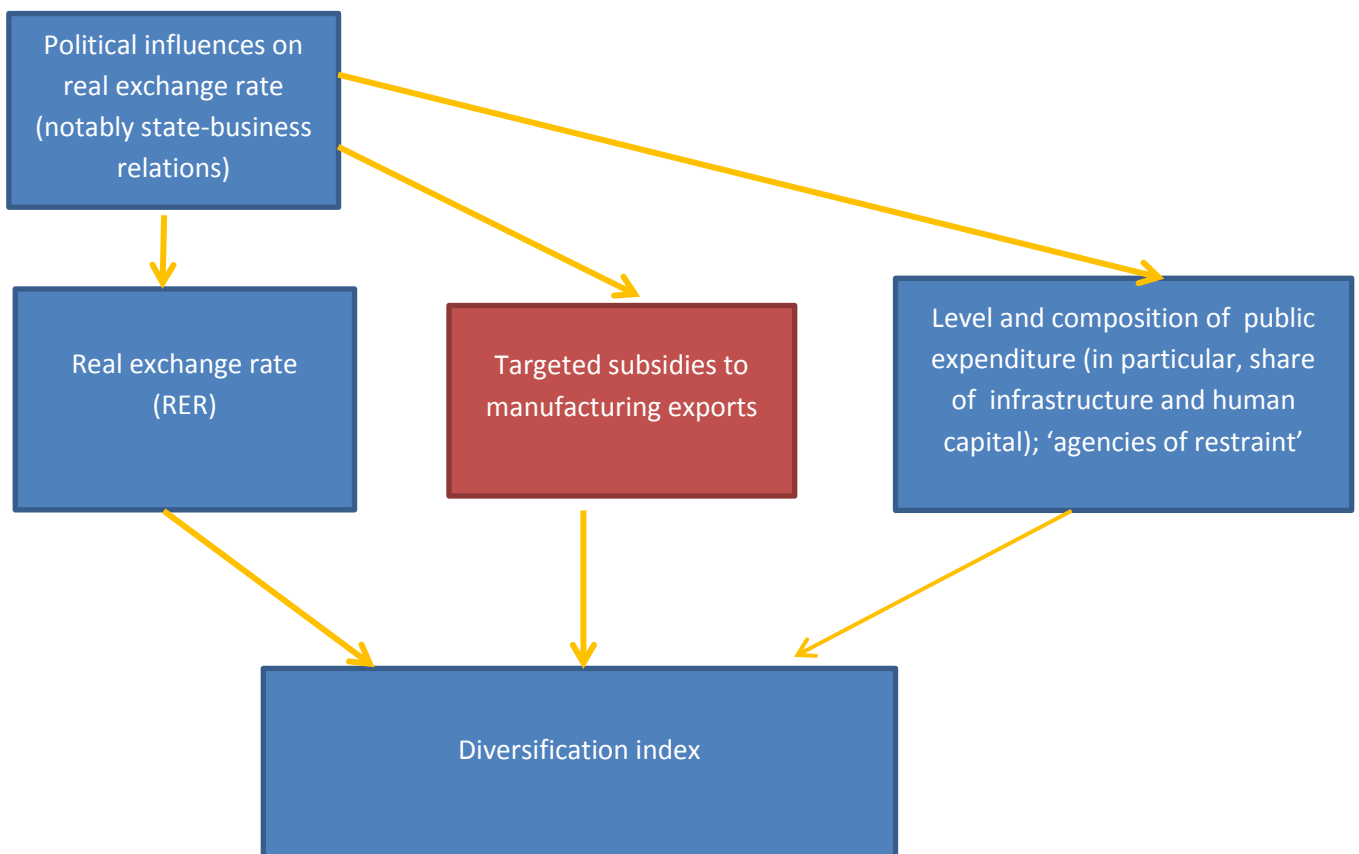 Political influences on
real exchange rate
(notably state-business
relations)
Real exchange rate
(RER)
Targeted subsidies to
manufacturing exports
Level and composition of public
expenditure (in particular, share
of infrastructure and human
capital); ‘agencies of restraint’
Diversification index